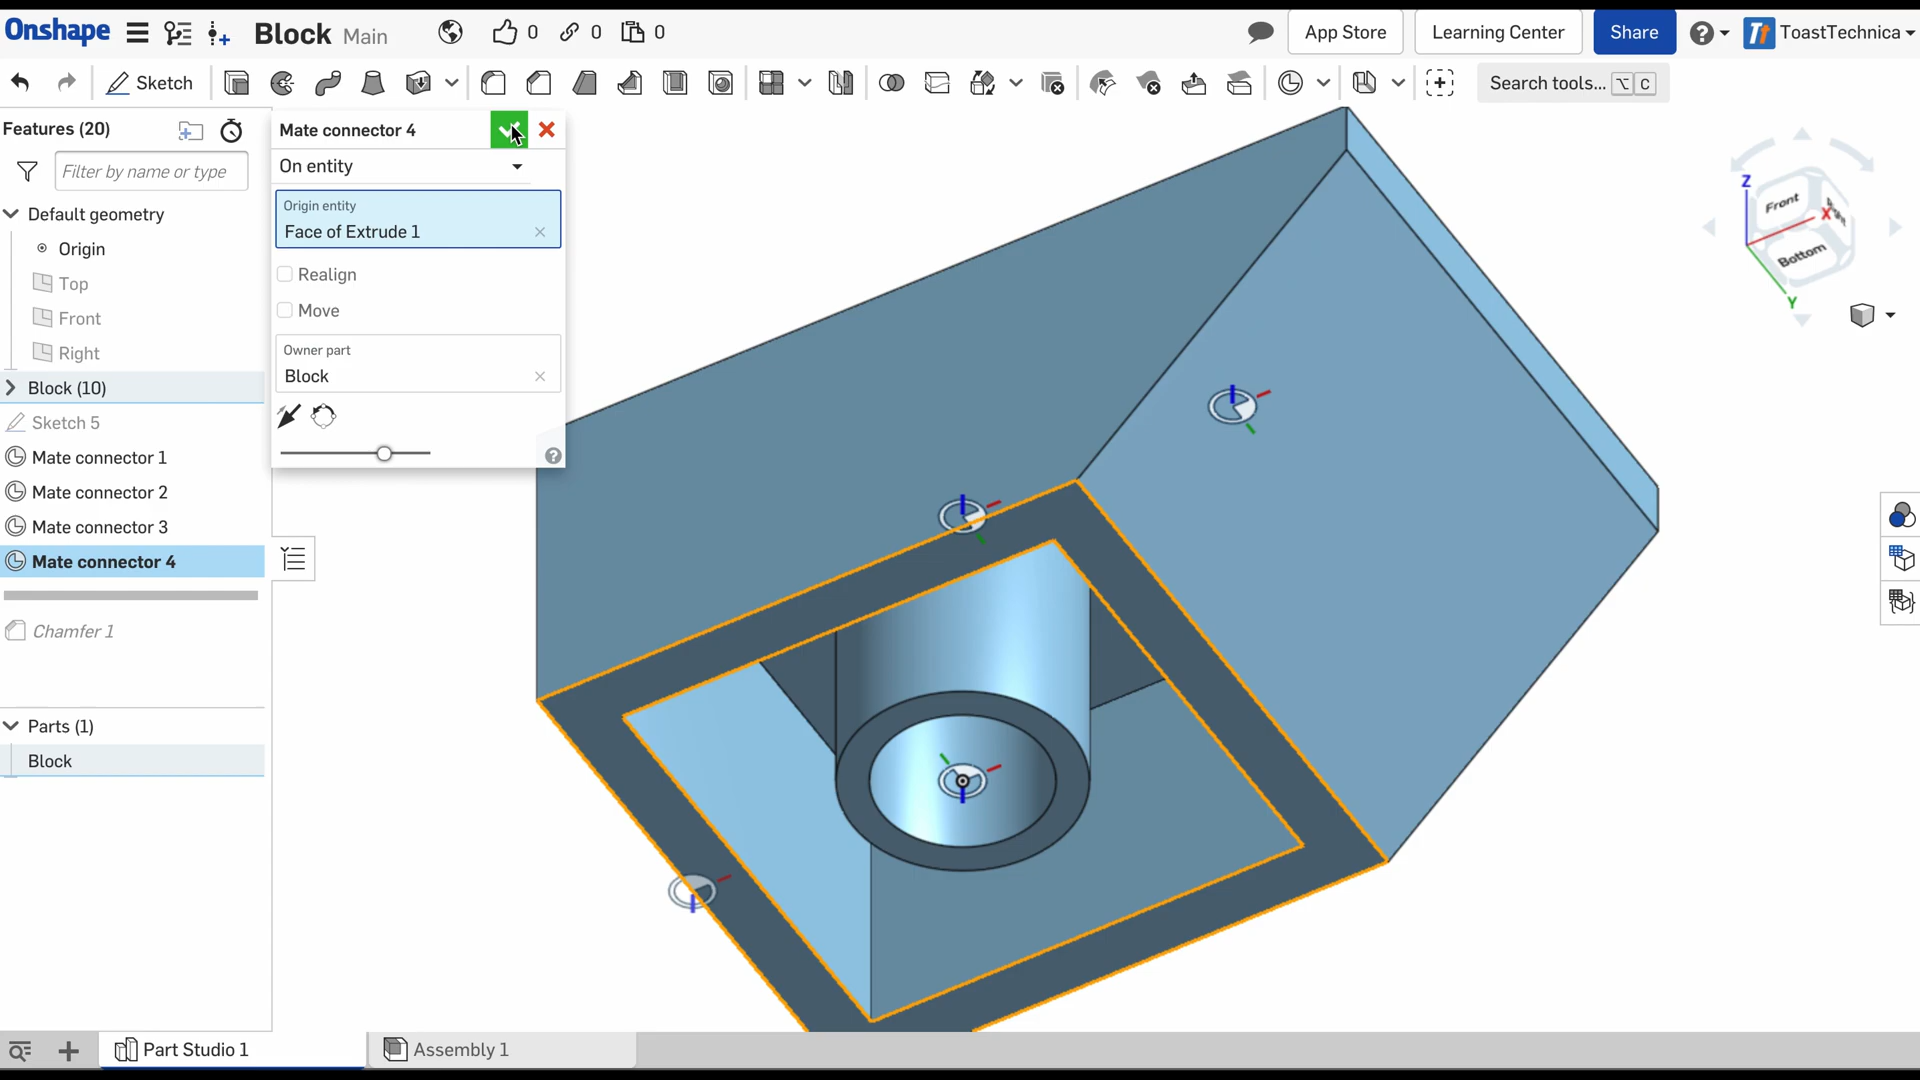 Onshape Block Main 0 0 0 App Store Learning Center Share ToastTechnica
Sketch Search tools... ⌥ C
Features (20)
Filter by name or type
Default geometry
Origin
Top
Front
Right
Block (10)
Sketch 5
Mate connector 1
Mate connector 2
Mate connector 3
Mate connector 4
Chamfer 1
Parts (1)
Block
Mate connector 4
On entity
Origin entity
Face of Extrude 1
Realign
Move
Owner part
Block
Z
Front
Right
X
Bottom
Y
Part Studio 1
Assembly 1